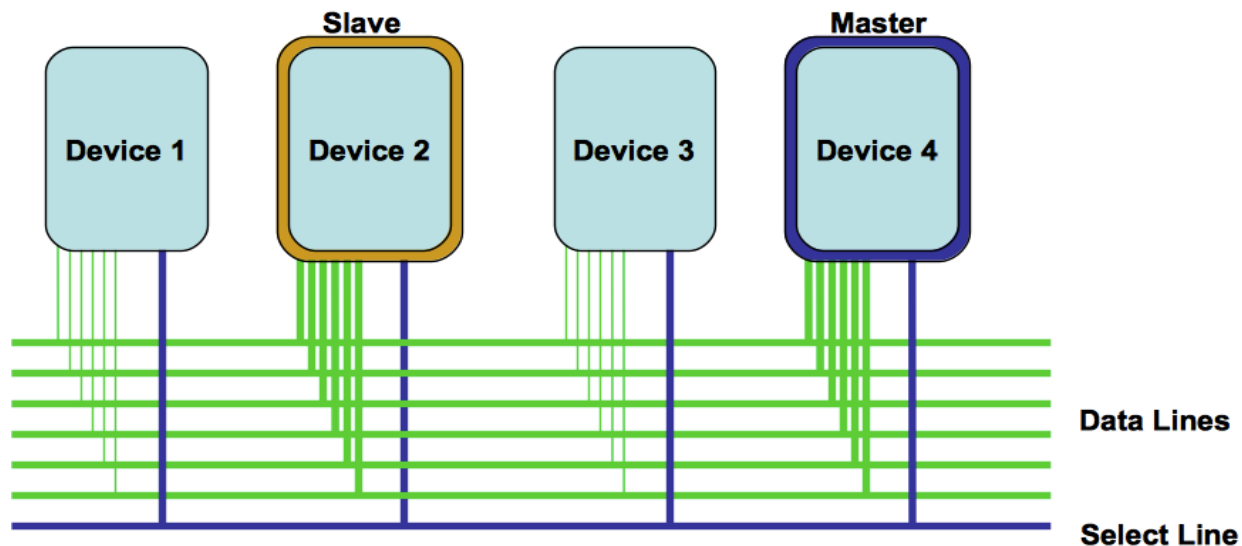 Slave
Master
Device 1
Device 2
Device 3
Device 4
Data Lines
Select Line